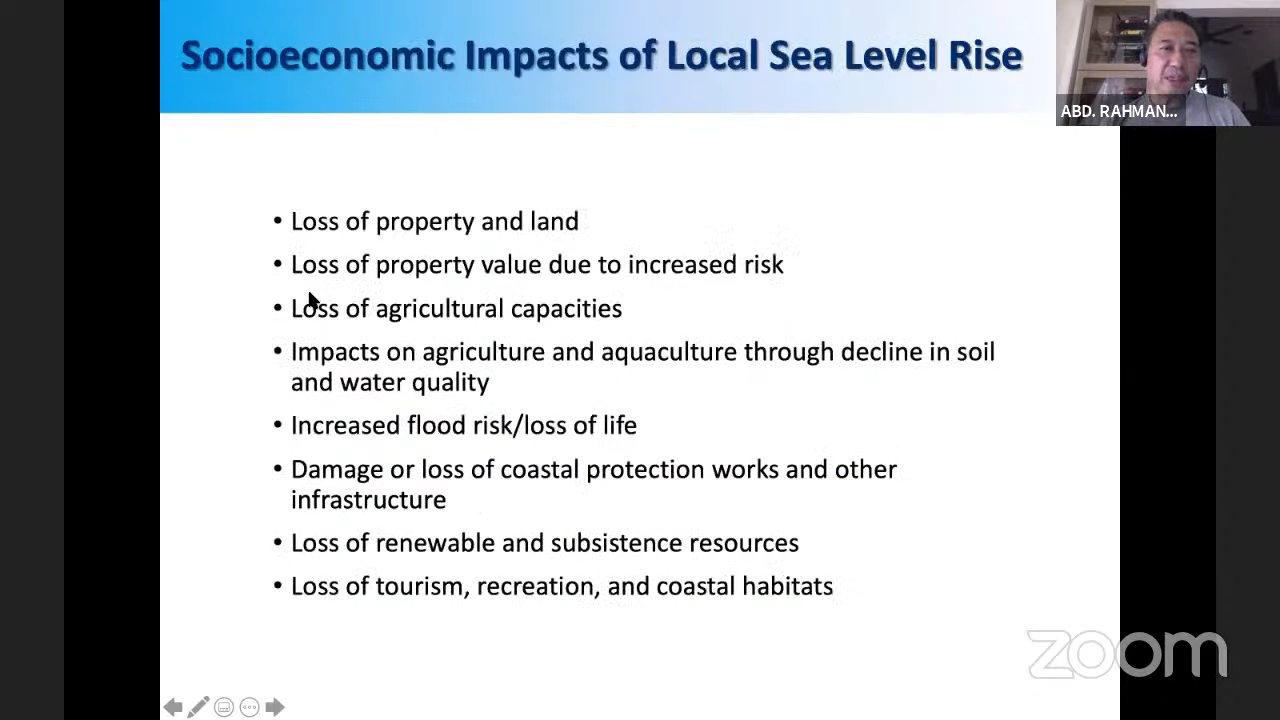 Socioeconomic Impacts of Local Sea Level Rise
ABD. RAHMAN...
• Loss of property and land
• Loss of property value due to increased risk
• Loss of agricultural capacities
• Impacts on agriculture and aquaculture through decline in soil
and water quality
• Increased flood risk/loss of life
• Damage or loss of coastal protection works and other
infrastructure
• Loss of renewable and subsistence resources
• Loss of tourism, recreation, and coastal habitats
zoom